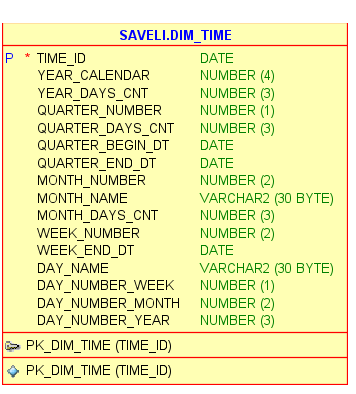 SAVELI.DIM_TIME
P * TIME_ID DATE
YEAR_CALENDAR NUMBER (4)
YEAR_DAYS_CNT NUMBER (3)
QUARTER_NUMBER NUMBER (1)
QUARTER_DAYS_CNT NUMBER (3)
QUARTER_BEGIN_DT DATE
QUARTER_END_DT DATE
MONTH_NUMBER NUMBER (2)
MONTH_NAME VARCHAR2 (30 BYTE)
MONTH_DAYS_CNT NUMBER (3)
WEEK_NUMBER NUMBER (2)
WEEK_END_DT DATE
DAY_NAME VARCHAR2 (30 BYTE)
DAY_NUMBER_WEEK NUMBER (1)
DAY_NUMBER_MONTH NUMBER (2)
DAY_NUMBER_YEAR NUMBER (3)
PK_DIM_TIME (TIME_ID)
PK_DIM_TIME (TIME_ID)